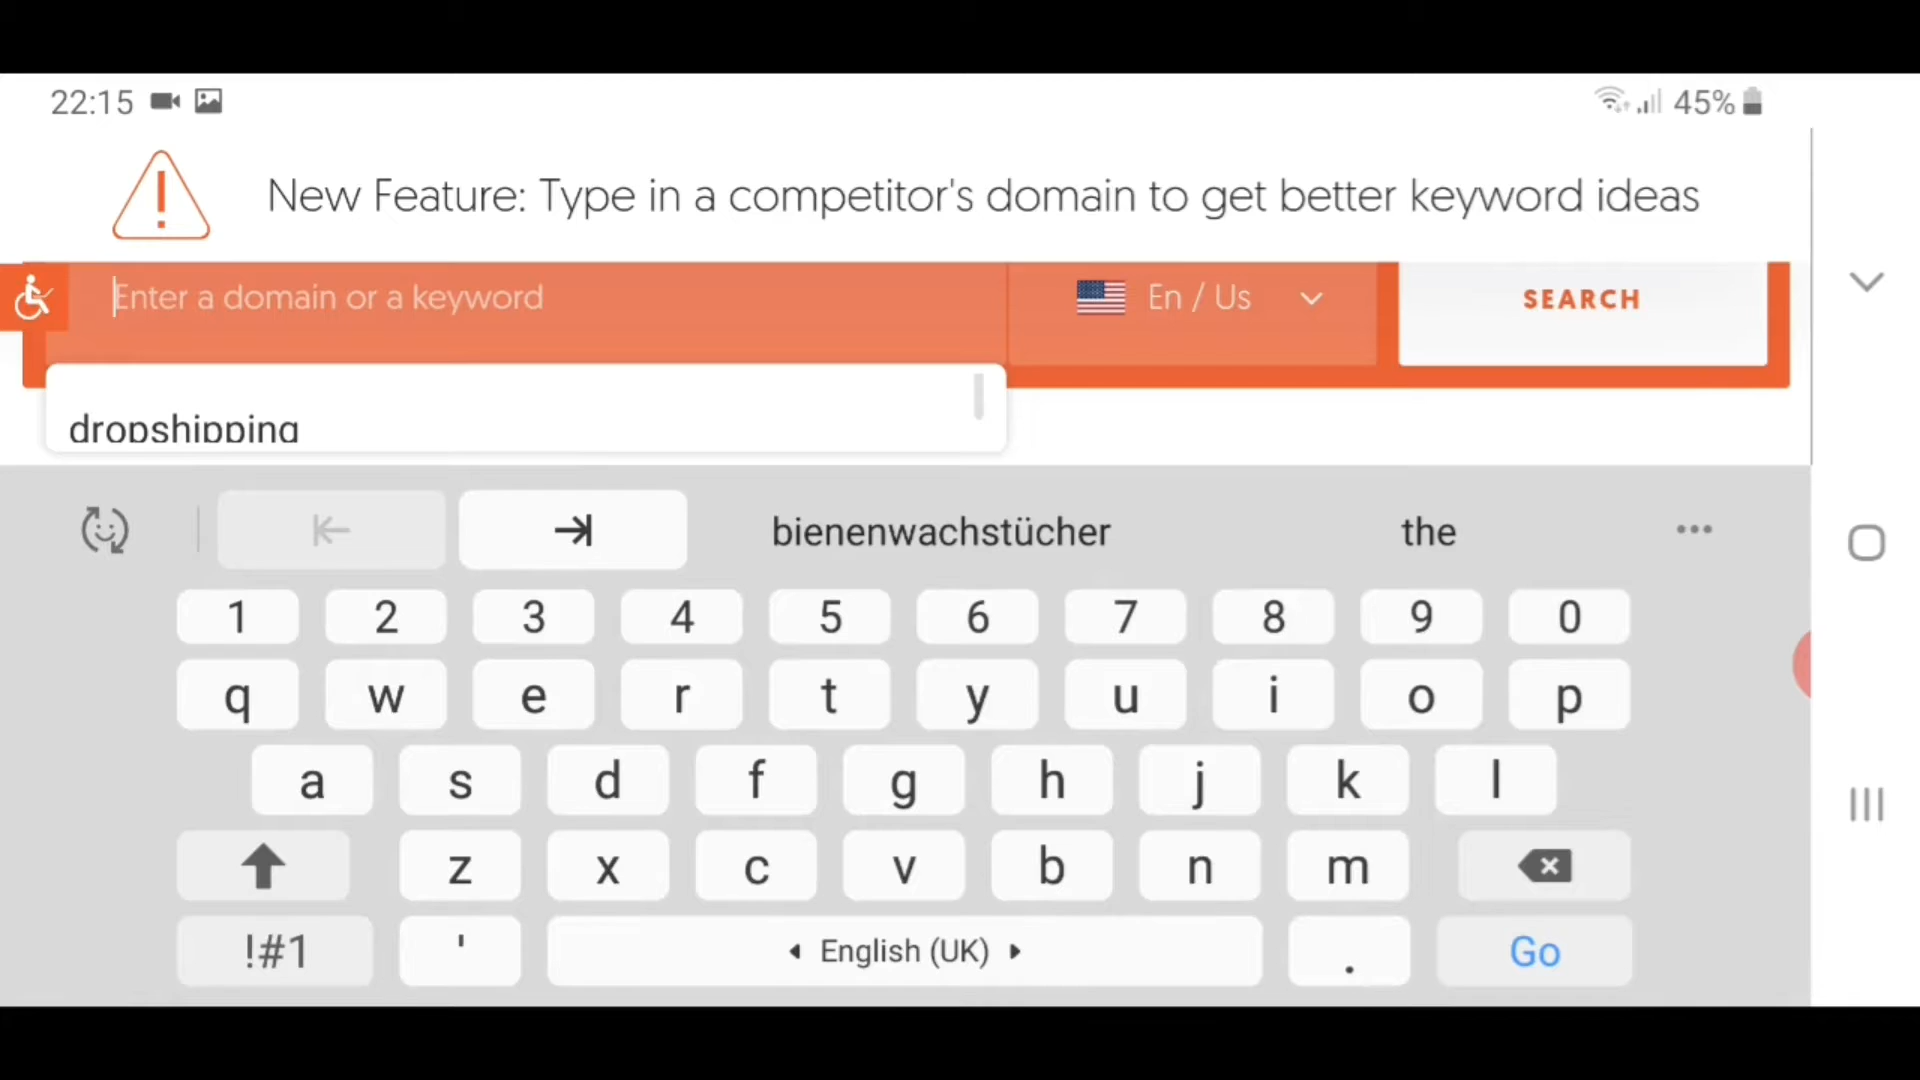 22:15 45%
New Feature: Type in a competitor's domain to get better keyword ideas
Enter a domain or a keyword En / Us SEARCH
dropshipping
bienenwachstücher the
1 2 3 4 5 6 7 8 9 0
q w e r t y u i o p
a s d f g h j k l
z x c v b n m
!#1 ' English (UK) . Go